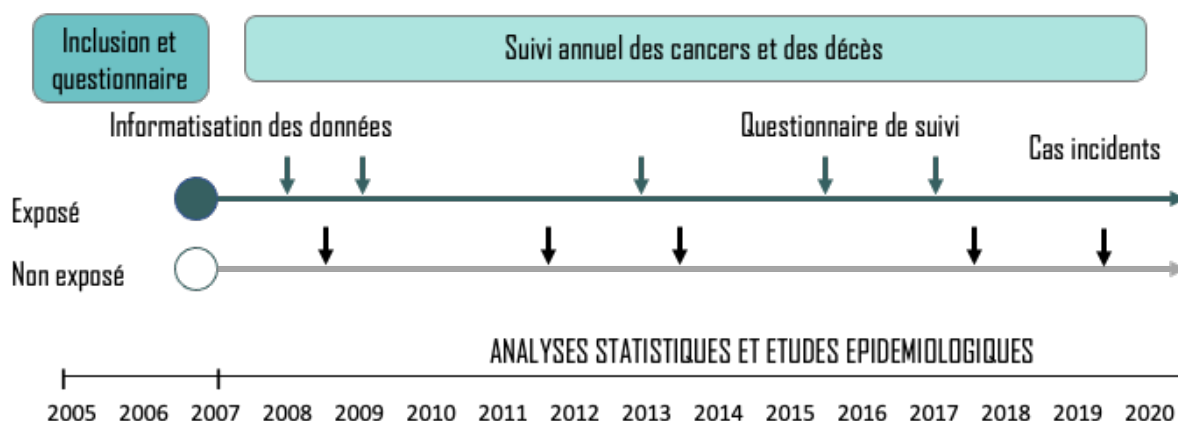 Inclusion et
questionnaire
Suivi annuel des cancers et des décès
Informatisation des données
Questionnaire de suivi
Cas incidents
Exposé
Non exposé
ANALYSES STATISTIQUES ET ETUDES EPIDEMIOLOGIQUES
2005 2006 2007 2008 2009 2010 2011 2012 2013 2014 2015 2016 2017 2018 2019 2020